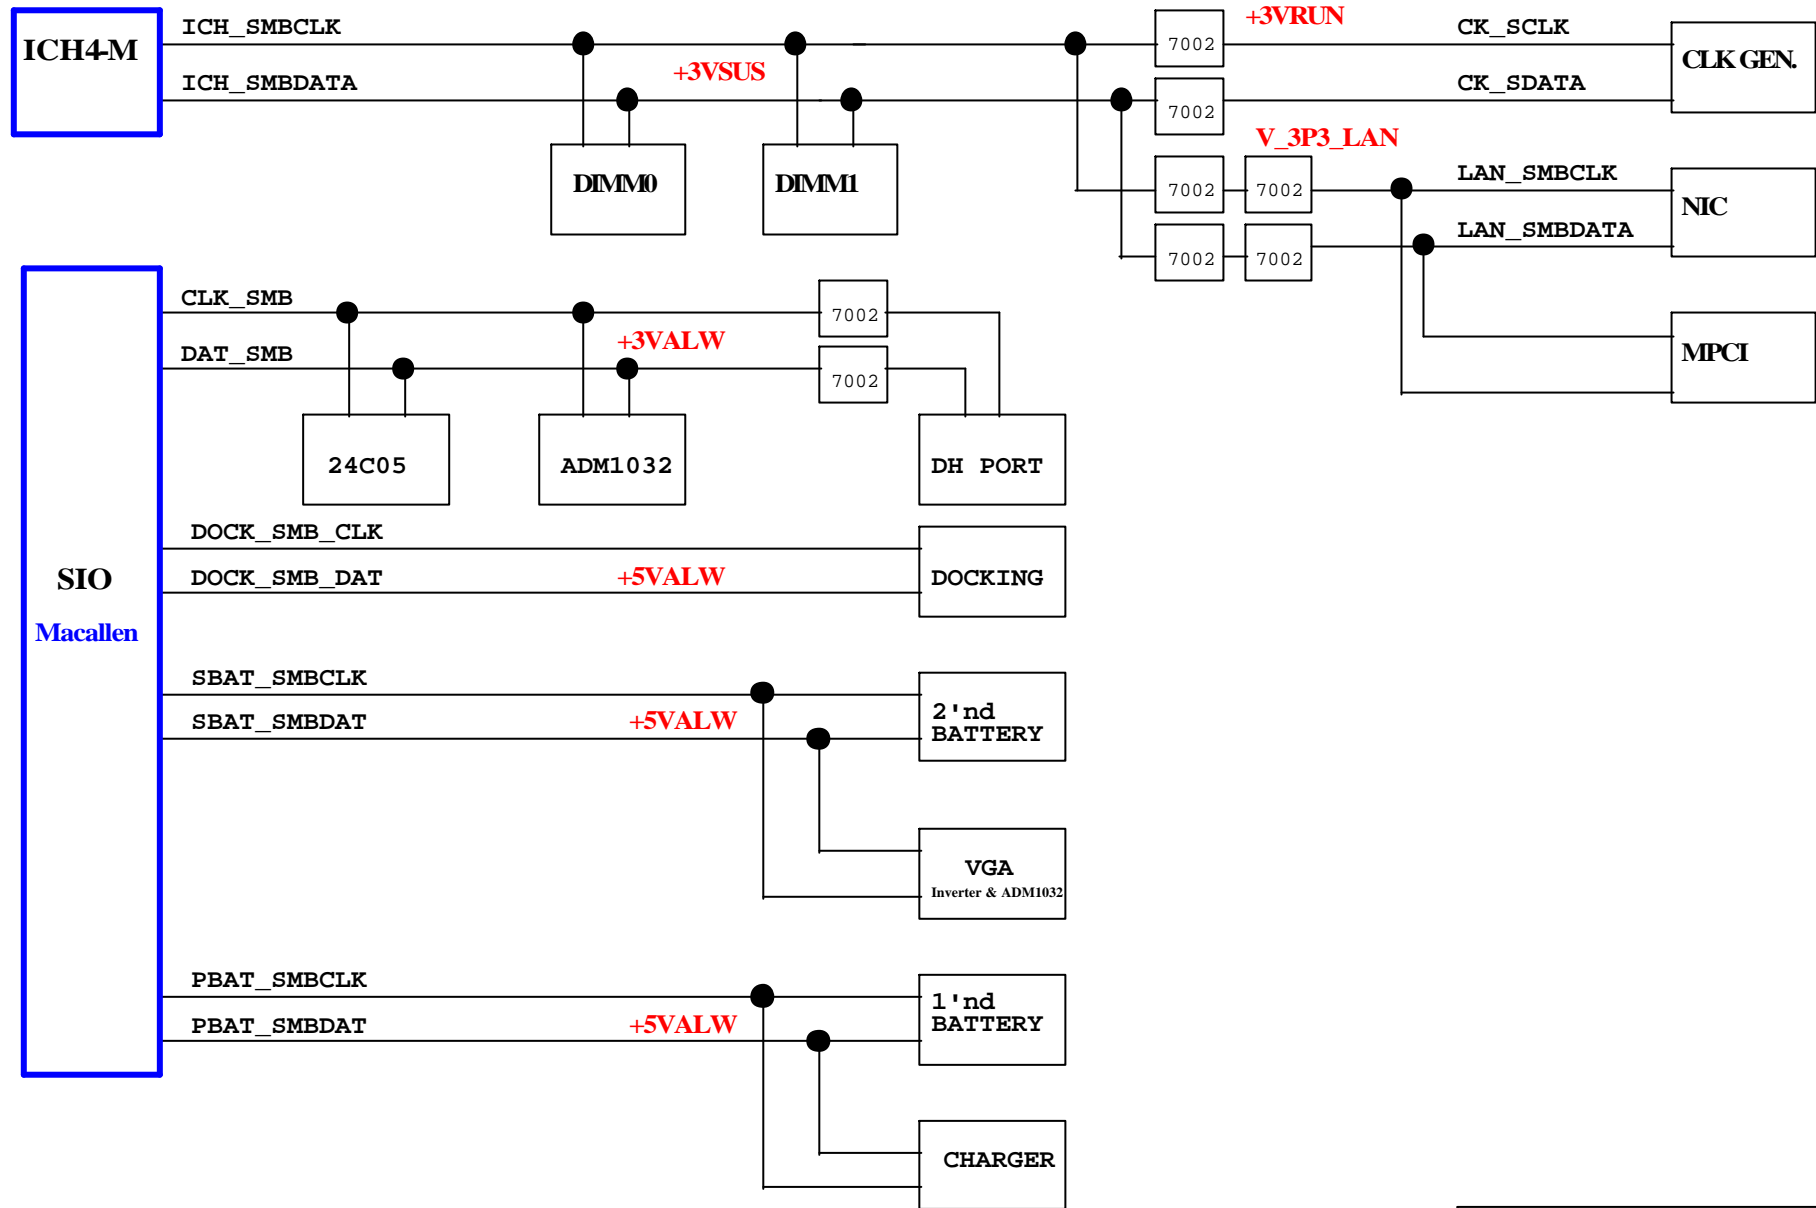 ICH4-M
ICH_SMBCLK
ICH_SMBDATA
+3VSUS
7002
+3VRUN
CK_SCLK
7002
CK_SDATA
CLK GEN.
DIMM0
DIMM1
V_3P3_LAN
7002
7002
LAN_SMBCLK
7002
7002
LAN_SMBDATA
NIC
MPCI
SIO
Macallen
CLK_SMB
DAT_SMB
+3VALW
7002
7002
24C05
ADM1032
DH PORT
DOCK_SMB_CLK
DOCK_SMB_DAT
+5VALW
DOCKING
SBAT_SMBCLK
SBAT_SMBDAT
+5VALW
2'nd
BATTERY
VGA
Inverter & ADM1032
PBAT_SMBCLK
PBAT_SMBDAT
+5VALW
1'nd
BATTERY
CHARGER